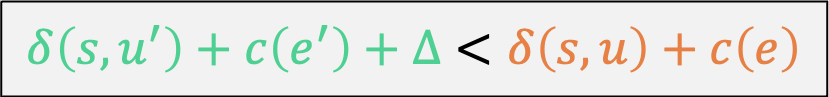 δ(s,u′) + c(e′) + Δ < δ(s,u) + c(e)